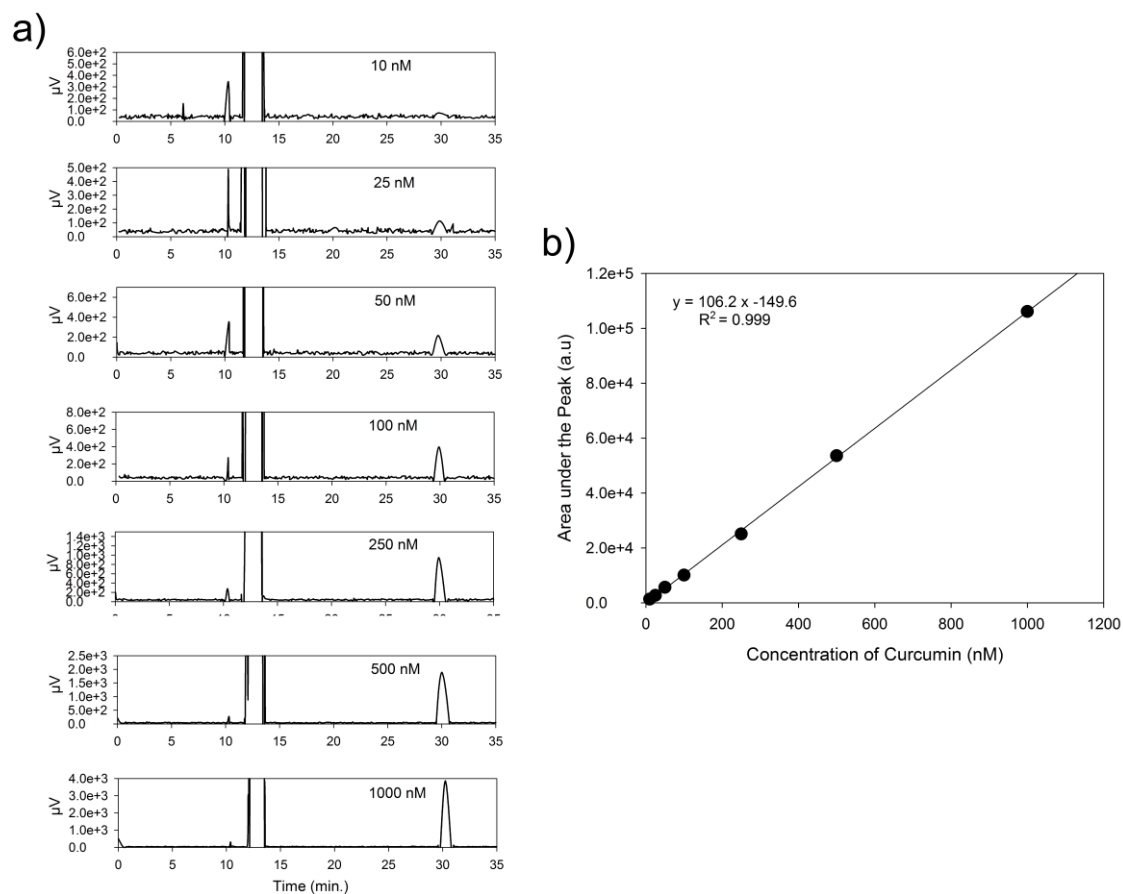 a)
6.0e+2
5.0e+2
4.0e+2
3.0e+2
2.0e+2
1.0e+2
0.0
µV
10 nM
0 5 10 15 20 25 30 35
5.0e+2
4.0e+2
3.0e+2
2.0e+2
1.0e+2
0.0
µV
25 nM
0 5 10 15 20 25 30 35
6.0e+2
4.0e+2
2.0e+2
0.0
µV
50 nM
0 5 10 15 20 25 30 35
8.0e+2
6.0e+2
4.0e+2
2.0e+2
0.0
µV
100 nM
0 5 10 15 20 25 30 35
1.4e+3
1.2e+3
1.0e+3
8.0e+2
6.0e+2
4.0e+2
2.0e+2
0.0
µV
250 nM
0 5 10 15 20 25 30 35
2.5e+3
2.0e+3
1.5e+3
1.0e+3
5.0e+2
0.0
µV
500 nM
0 5 10 15 20 25 30 35
4.0e+3
3.0e+3
2.0e+3
1.0e+3
0.0
µV
1000 nM
0 5 10 15 20 25 30 35
Time (min.)
b)
1.2e+5
1.0e+5
8.0e+4
6.0e+4
4.0e+4
2.0e+4
0.0
Area under the Peak (a.u)
y = 106.2 x -149.6
R² = 0.999
0 200 400 600 800 1000 1200
Concentration of Curcumin (nM)